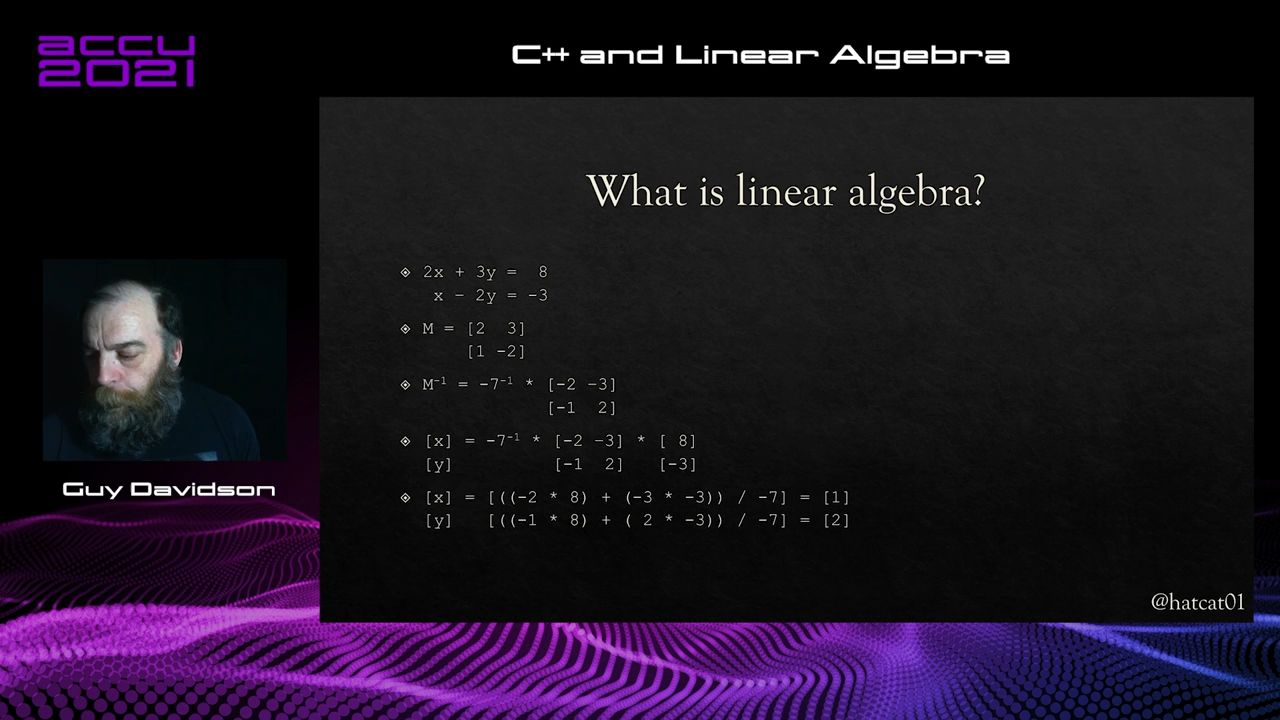 accu
2021
C++ and Linear Algebra
What is linear algebra?
2x + 3y =  8
x − 2y = -3
M = [2  3]
[1 -2]
M⁻¹ = -7⁻¹ * [-2 −3]
[-1  2]
[x] = -7⁻¹ * [-2 −3] * [ 8]
[y]          [-1  2]   [-3]
[x] = [((-2 * 8) + (-3 * -3)) / -7] = [1]
[y]   [((-1 * 8) + ( 2 * -3)) / -7] = [2]
Guy Davidson
@hatcat01